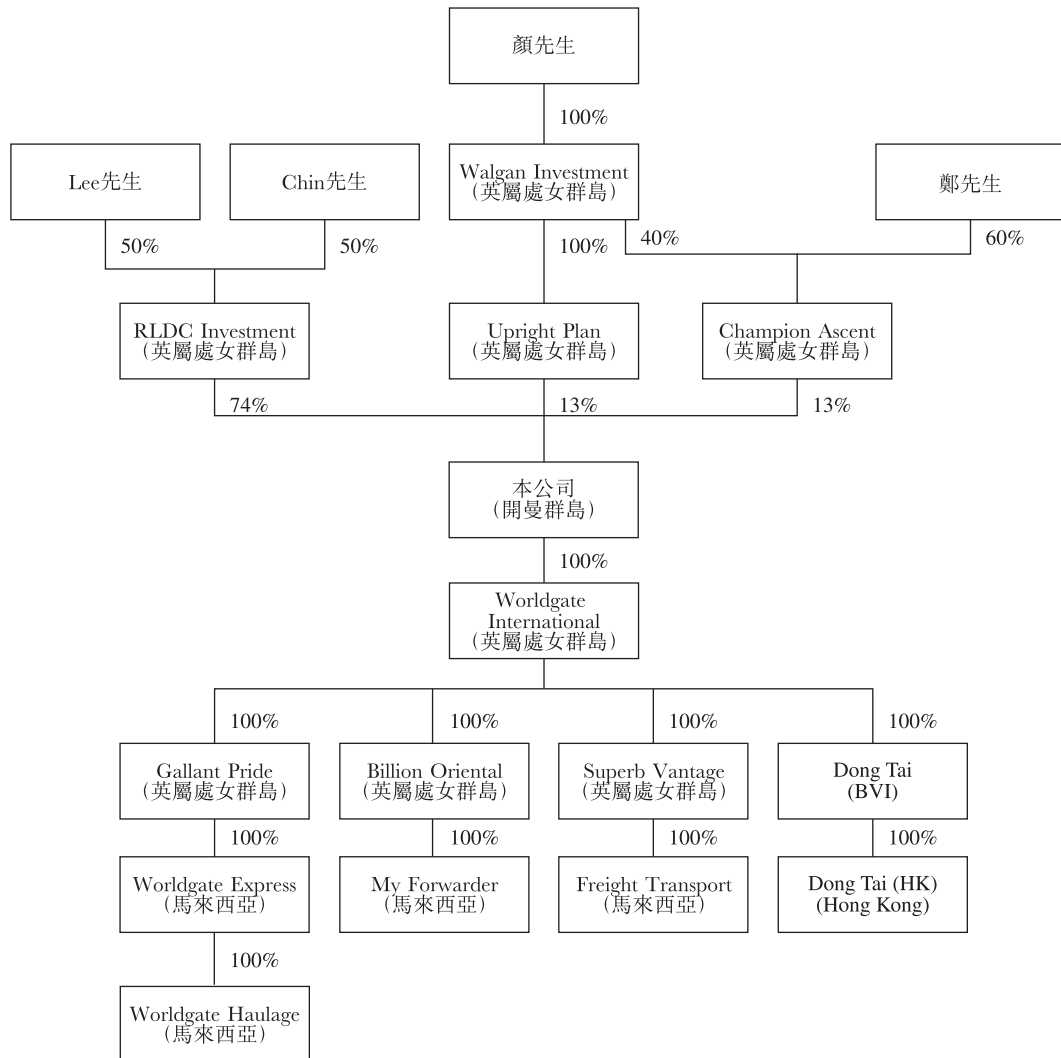 顏先生
100%
Lee先生
Chin先生
Walgan Investment
(英屬處女群島)
鄭先生
50%
50%
100%
40%
60%
RLDC Investment
(英屬處女群島)
Upright Plan
(英屬處女群島)
Champion Ascent
(英屬處女群島)
74%
13%
13%
本公司
(開曼群島)
100%
Worldgate
International
(英屬處女群島)
100%
100%
100%
100%
Gallant Pride
(英屬處女群島)
Billion Oriental
(英屬處女群島)
Superb Vantage
(英屬處女群島)
Dong Tai
(BVI)
100%
100%
100%
100%
Worldgate Express
(馬來西亞)
My Forwarder
(馬來西亞)
Freight Transport
(馬來西亞)
Dong Tai (HK)
(Hong Kong)
100%
Worldgate Haulage
(馬來西亞)